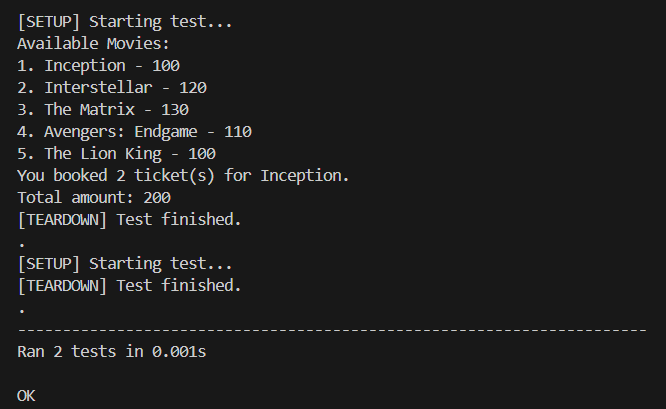 [SETUP] Starting test...
Available Movies:
1. Inception - 100
2. Interstellar - 120
3. The Matrix - 130
4. Avengers: Endgame - 110
5. The Lion King - 100
You booked 2 ticket(s) for Inception.
Total amount: 200
[TEARDOWN] Test finished.
.
[SETUP] Starting test...
[TEARDOWN] Test finished.
.
----------------------------------------------------------------------
Ran 2 tests in 0.001s

OK